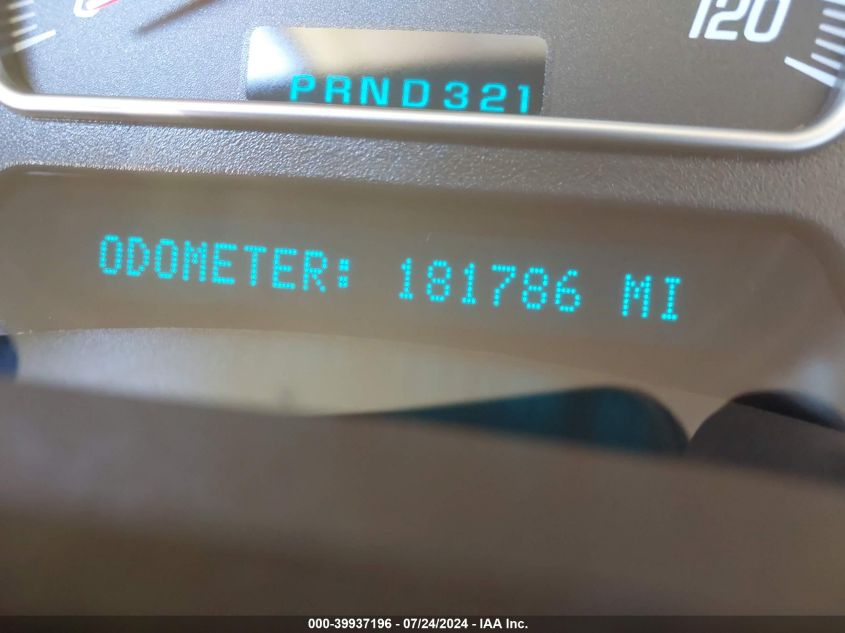 120
PRND321
ODOMETER: 181786 MI
000-39937196 - 07/24/2024 - IAA Inc.